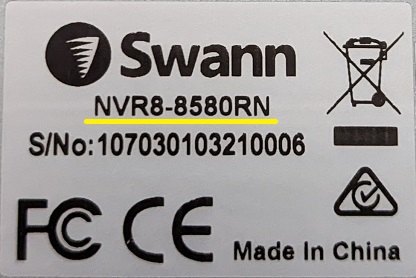 Swann
NVR8-8580RN
S/No:107030103210006
FC CE
Made In China